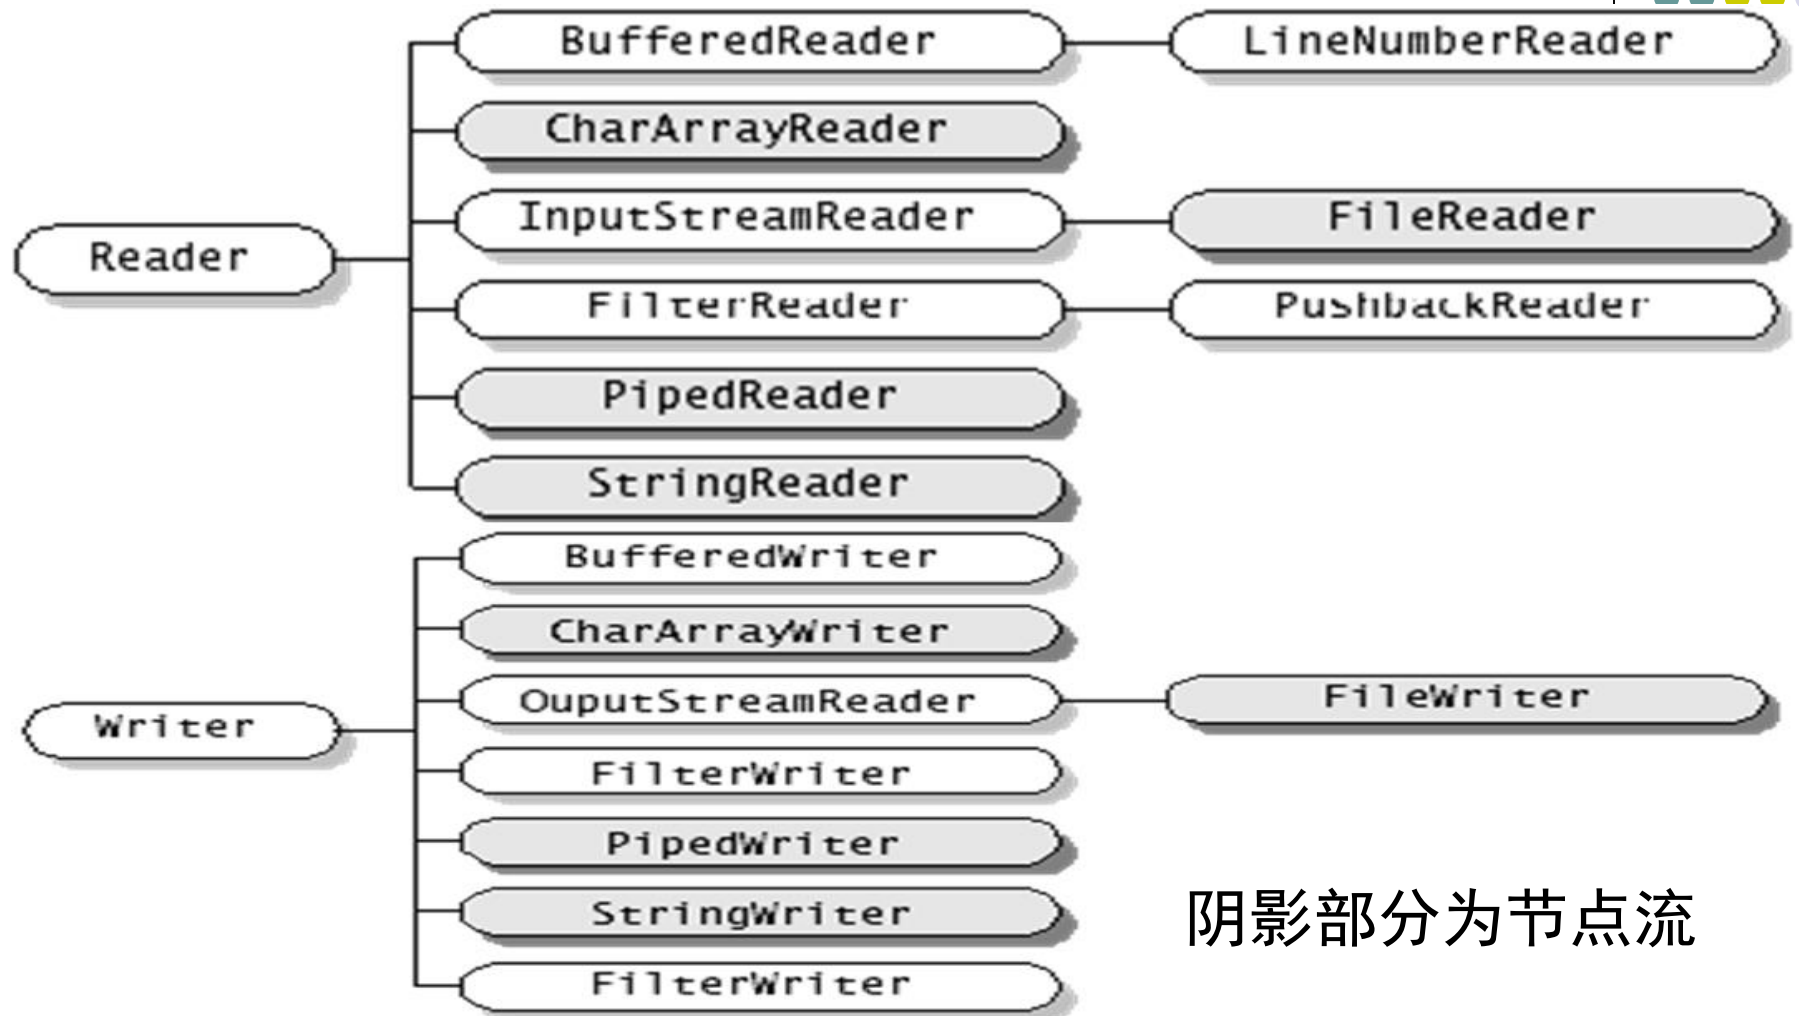 BufferedReader
LineNumberReader
CharArrayReader
InputStreamReader
FileReader
Reader
FilterReader
PushbackReader
PipedReader
StringReader
BufferedWriter
CharArrayWriter
OuputStreamReader
FileWriter
Writer
FilterWriter
PipedWriter
StringWriter
阴影部分为节点流
FilterWriter